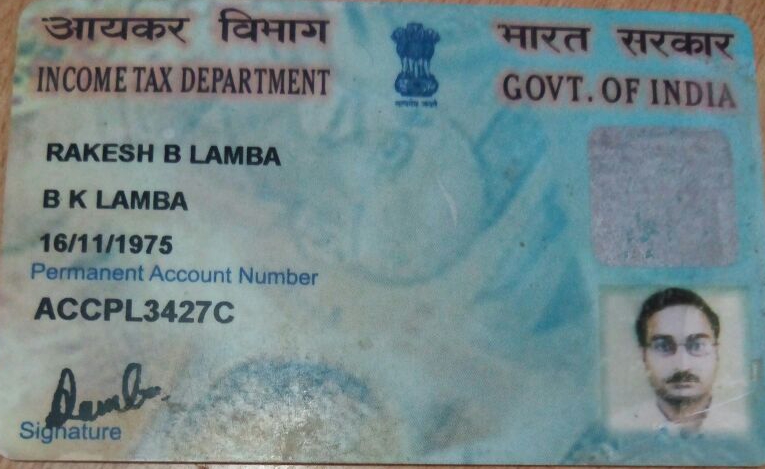 आयकर विभाग
भारत सरकार
INCOME TAX DEPARTMENT
GOVT. OF INDIA
RAKESH B LAMBA
B K LAMBA
16/11/1975
Permanent Account Number
ACCPL3427C
Lamba
Signature